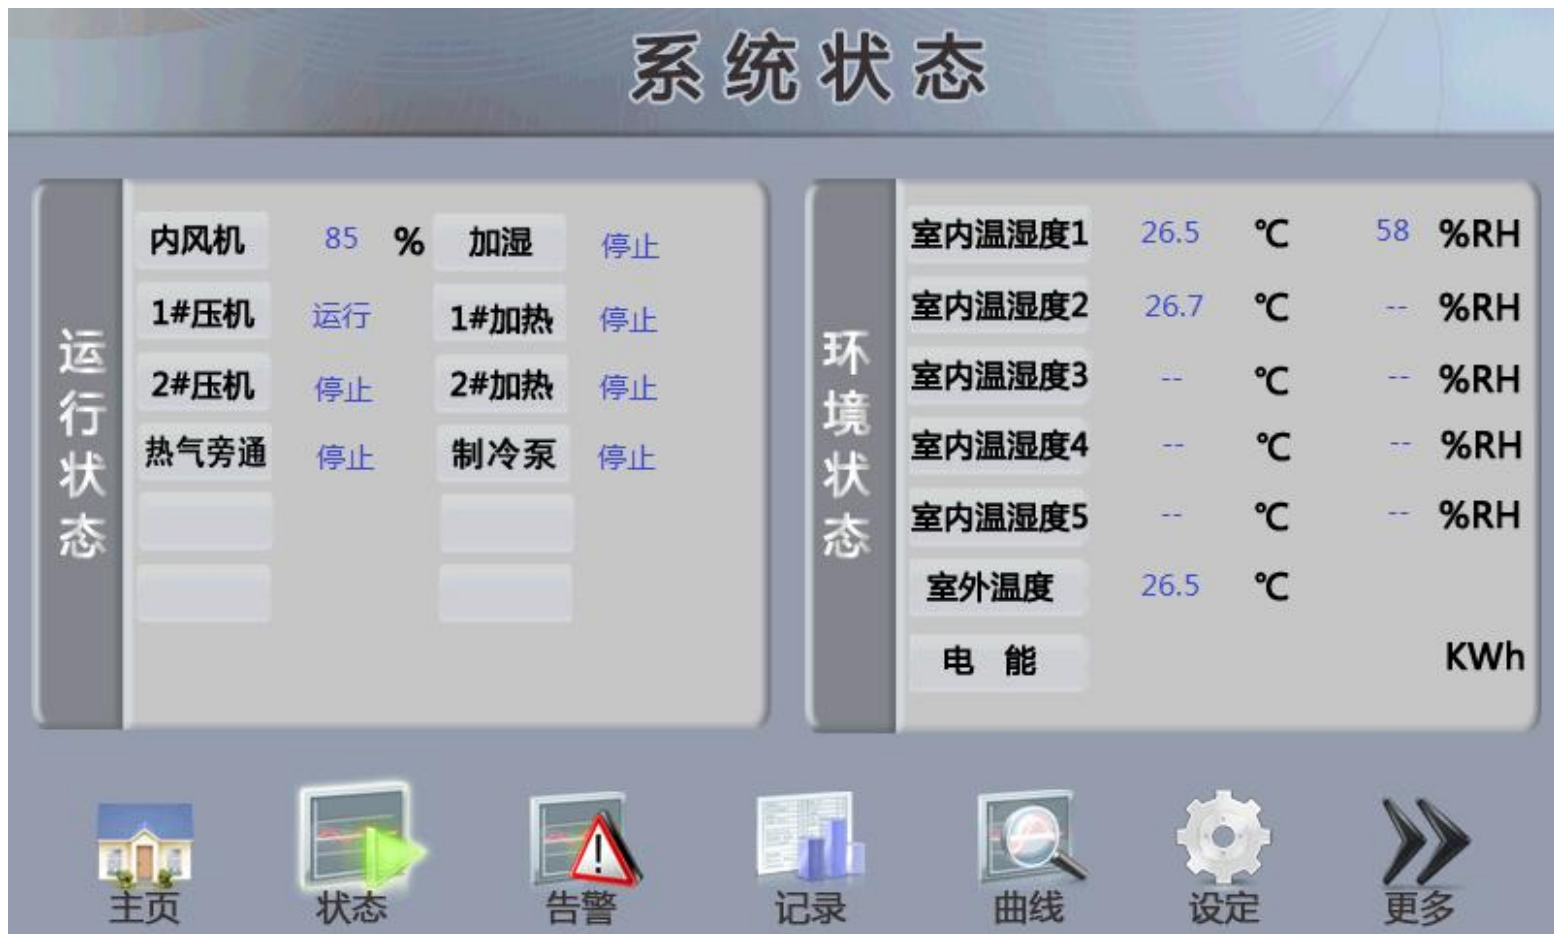 系统状态
运行状态
内风机 85 % 加湿 停止
1#压机 运行 1#加热 停止
2#压机 停止 2#加热 停止
热气旁通 停止 制冷泵 停止
环境状态
室内温湿度1 26.5 ℃ 58 %RH
室内温湿度2 26.7 ℃ -- %RH
室内温湿度3 -- ℃ -- %RH
室内温湿度4 -- ℃ -- %RH
室内温湿度5 -- ℃ -- %RH
室外温度 26.5 ℃
电 能 KWh
主页 状态 告警 记录 曲线 设定 更多